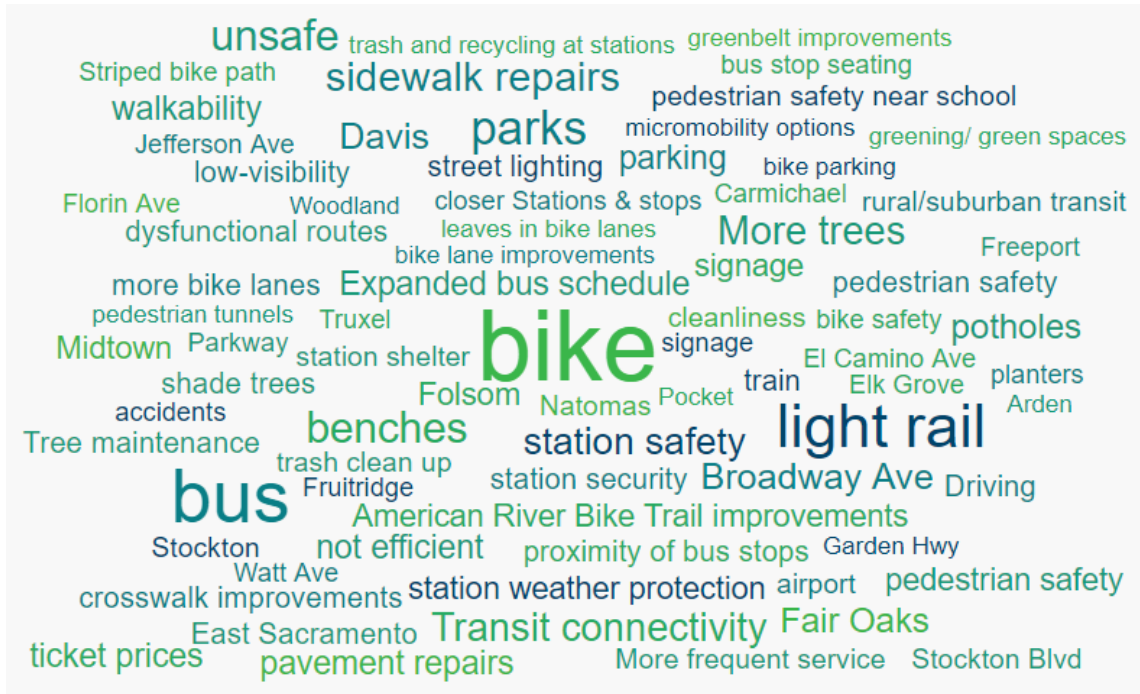 unsafe
trash and recycling at stations
greenbelt improvements
Striped bike path
sidewalk repairs
bus stop seating
walkability
pedestrian safety near school
Jefferson Ave
Davis
parks
micromobility options
greening/ green spaces
low-visibility
street lighting
parking
bike parking
Florin Ave
Woodland
closer Stations & stops
Carmichael
rural/suburban transit
dysfunctional routes
leaves in bike lanes
More trees
Freeport
bike lane improvements
signage
more bike lanes
Expanded bus schedule
pedestrian safety
pedestrian tunnels
Truxel
bike
cleanliness
bike safety
potholes
Midtown
Parkway
station shelter
signage
El Camino Ave
shade trees
Folsom
Natomas
Pocket
train
Elk Grove
planters
accidents
Arden
Tree maintenance
benches
station safety
light rail
trash clean up
bus
Fruitridge
station security
Broadway Ave
Driving
American River Bike Trail improvements
Stockton
not efficient
proximity of bus stops
Garden Hwy
Watt Ave
crosswalk improvements
station weather protection
airport
pedestrian safety
East Sacramento
Transit connectivity
Fair Oaks
ticket prices
pavement repairs
More frequent service
Stockton Blvd